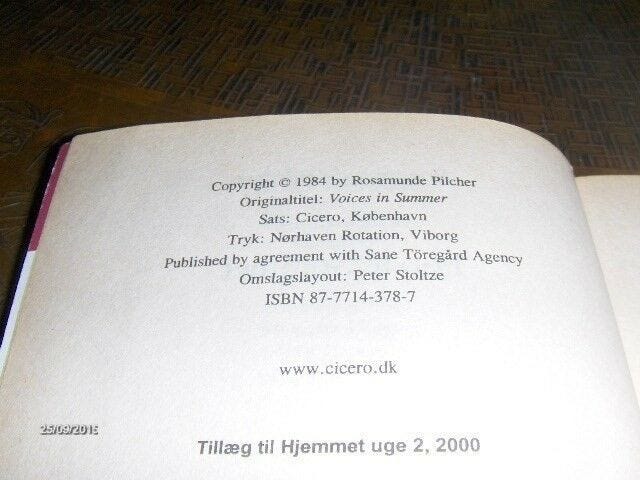 Copyright © 1984 by Rosamunde Pilcher
Originaltitel: Voices in Summer
Sats: Cicero, København
Tryk: Nørhaven Rotation, Viborg
Published by agreement with Sane Töregård Agency
Omslagslayout: Peter Stoltze
ISBN 87-7714-378-7
www.cicero.dk
25/09/2015
Tillæg til Hjemmet uge 2, 2000